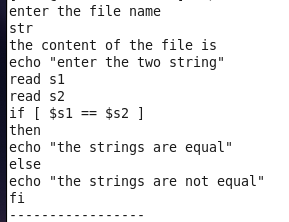 enter the file name
str
the content of the file is
echo "enter the two string"
read s1
read s2
if [ $s1 == $s2 ]
then
echo "the strings are equal"
else
echo "the strings are not equal"
fi
-----------------